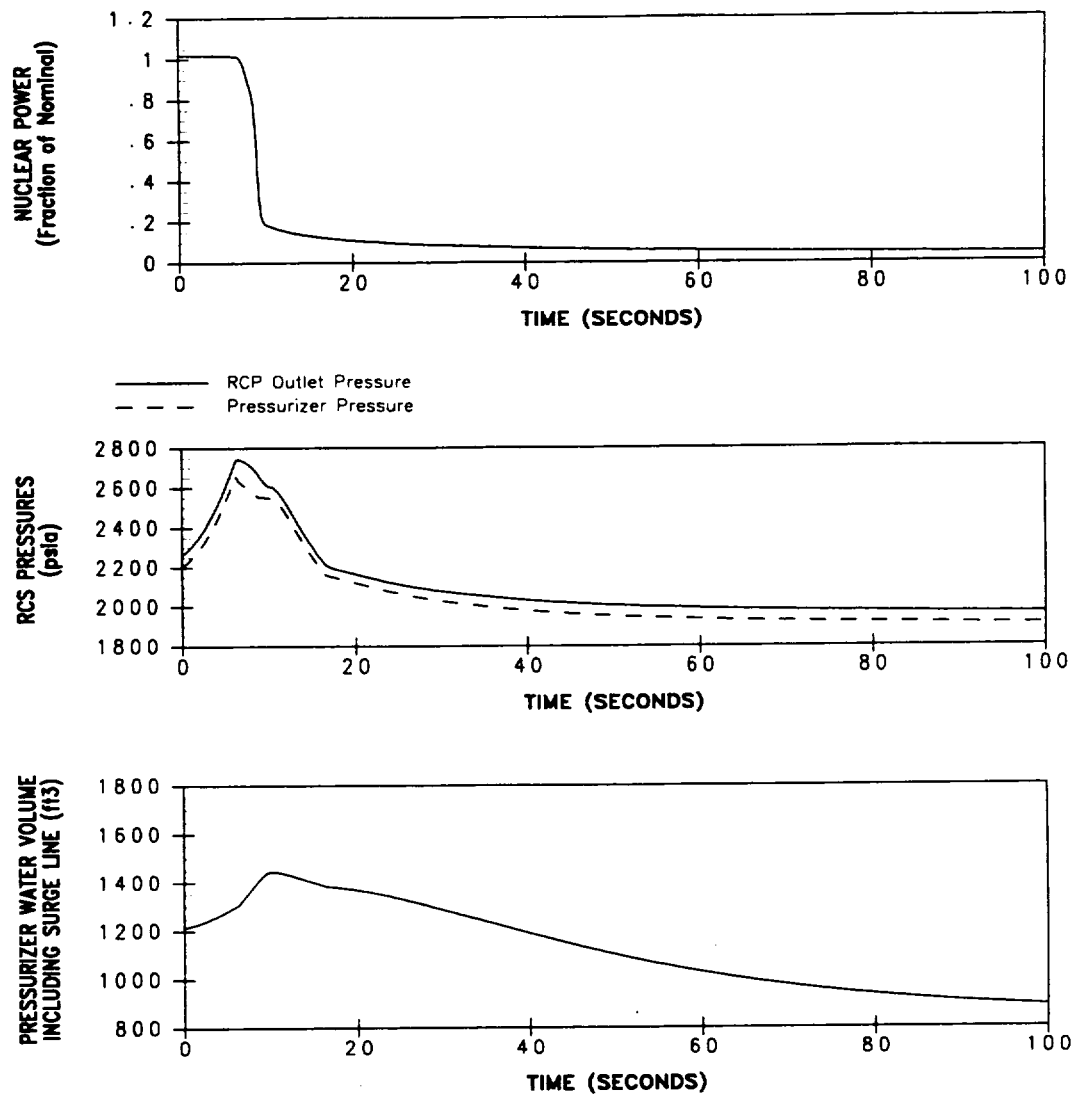 NUCLEAR POWER
(Fraction of Nominal)
1.2
1
.8
.6
.4
.2
0
0 20 40 60 80 100
TIME (SECONDS)
RCP Outlet Pressure
Pressurizer Pressure
RCS PRESSURES
(psia)
2800
2600
2400
2200
2000
1800
0 20 40 60 80 100
TIME (SECONDS)
PRESSURIZER WATER VOLUME
INCLUDING SURGE LINE (ft3)
1800
1600
1400
1200
1000
800
0 20 40 60 80 100
TIME (SECONDS)